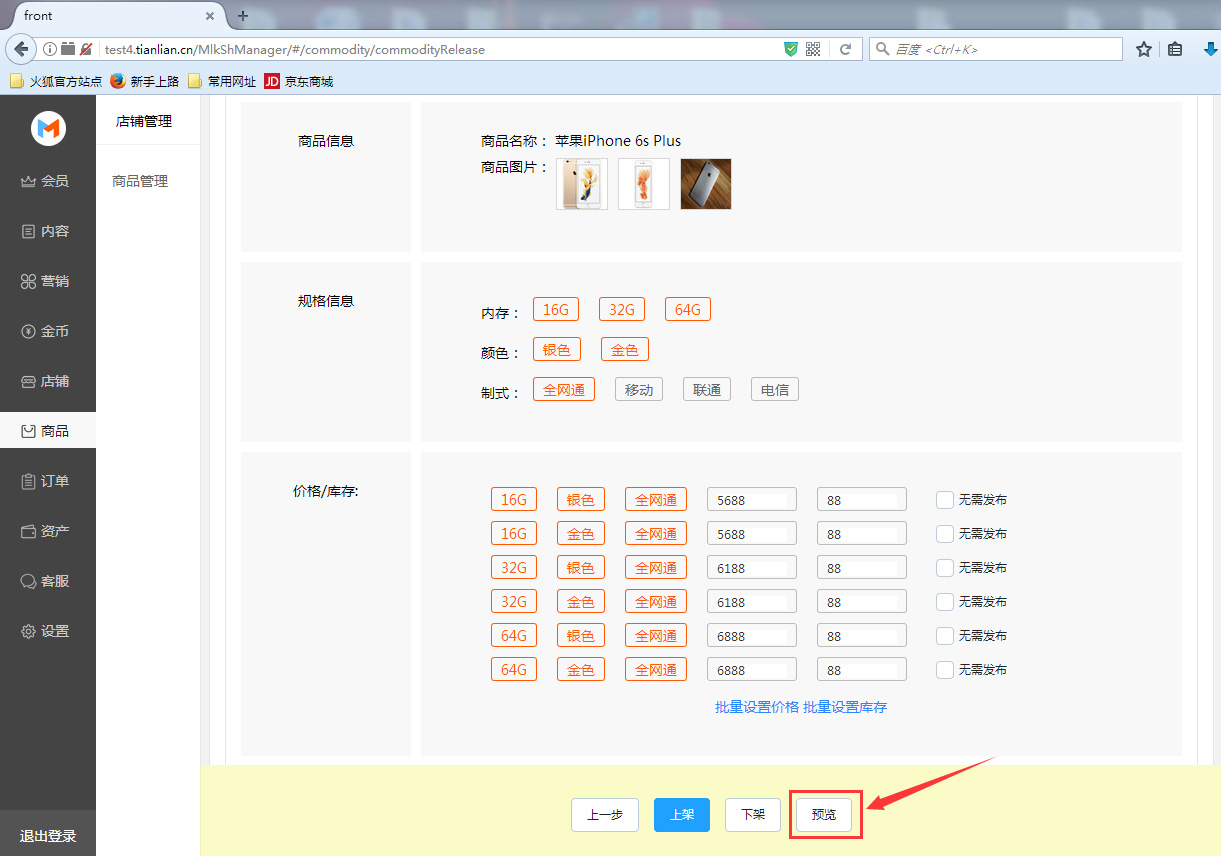 front
test4.tianlian.cn/MlkShManager/#/commodity/commodityRelease
百度 <Ctrl+K>
火狐官方站点 新手上路 常用网址 JD 京东商城
店铺管理
商品管理
会员
内容
营销
金币
店铺
商品
订单
资产
客服
设置
退出登录
商品信息
商品名称： 苹果iPhone 6s Plus
商品图片：
规格信息
内存： 16G 32G 64G
颜色： 银色 金色
制式： 全网通 移动 联通 电信
价格/库存:
16G 银色 全网通 5688 88 无需发布
16G 金色 全网通 5688 88 无需发布
32G 银色 全网通 6188 88 无需发布
32G 金色 全网通 6188 88 无需发布
64G 银色 全网通 6888 88 无需发布
64G 金色 全网通 6888 88 无需发布
批量设置价格 批量设置库存
上一步 上架 下架 预览